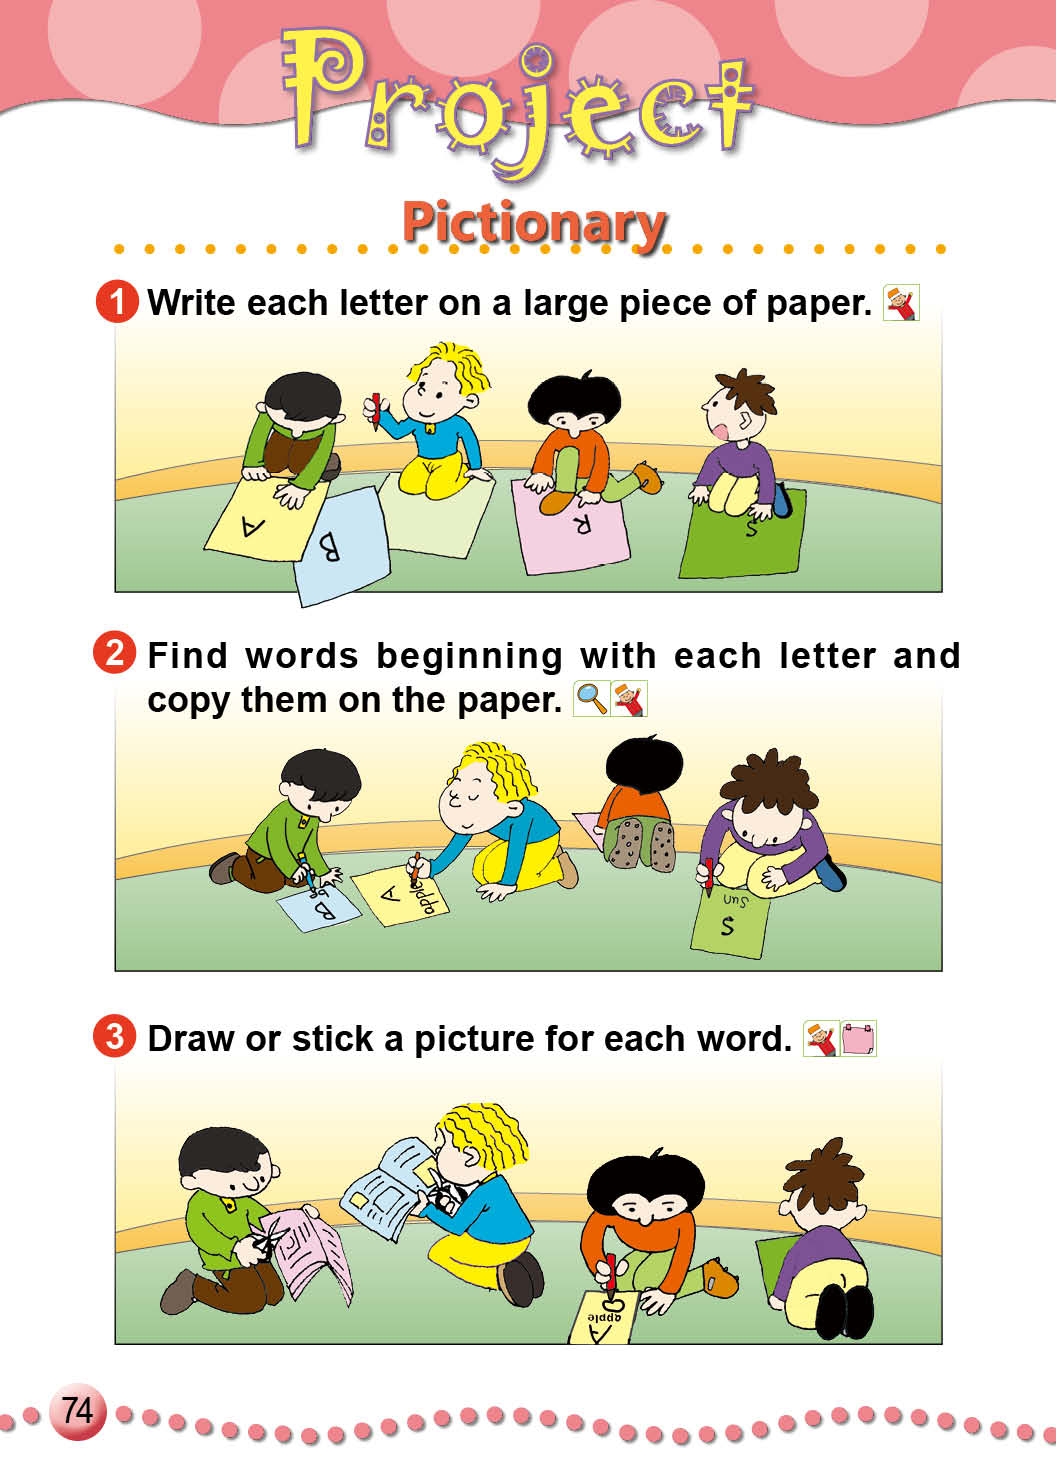 Project
Pictionary
1 Write each letter on a large piece of paper.
A
B
R
S
2 Find words beginning with each letter and
copy them on the paper.
B
A
apple
Sun
S
3 Draw or stick a picture for each word.
apple
A
74